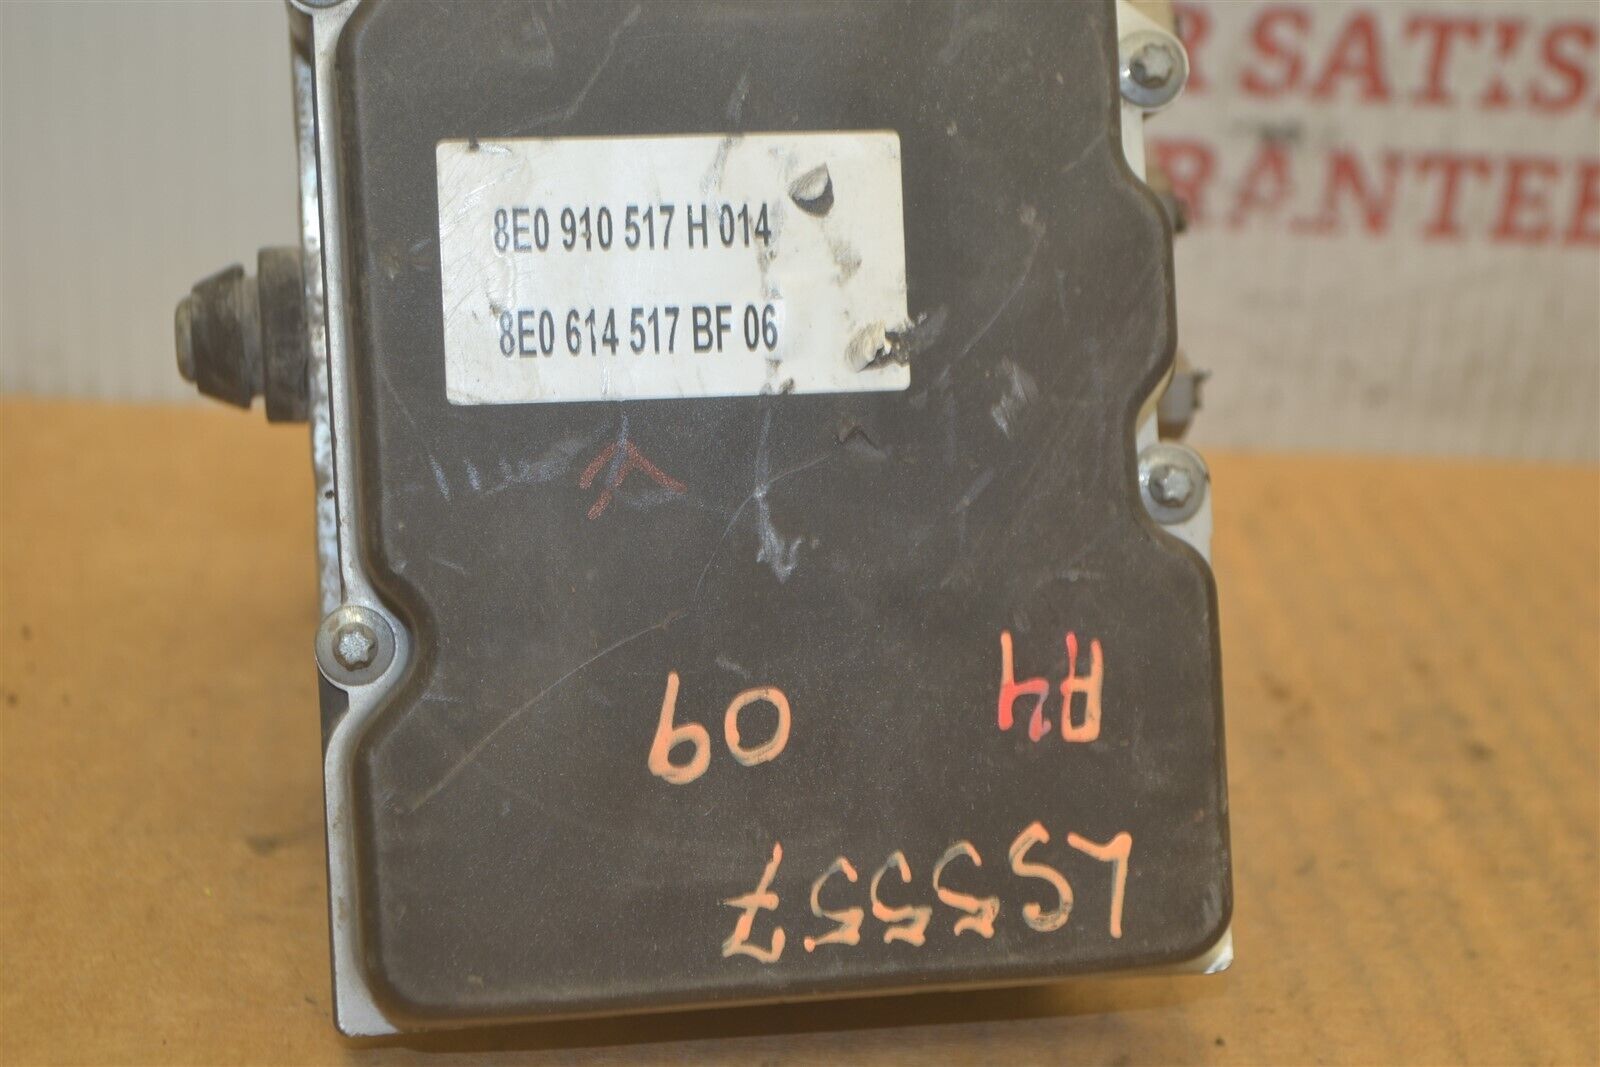 R SATIS
RANTEE
8E0 910 517 H 014
8E0 614 517 BF 06
A4
09
LS5557